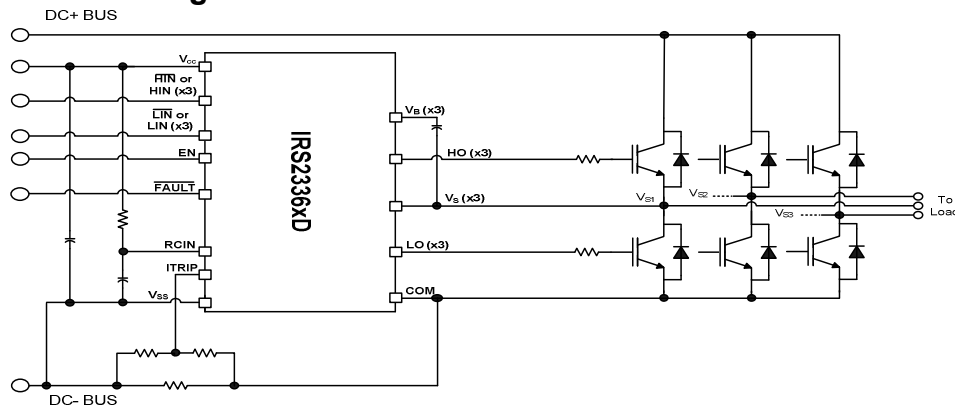 DC+ BUS
VCC
HIN or
HIN (x3)
LIN or
LIN (x3)
EN
FAULT
RCIN
ITRIP
VSS
IRS2336xD
VB (x3)
HO (x3)
VS (x3)
LO (x3)
COM
VS1
VS2
VS3
To
Load
DC- BUS